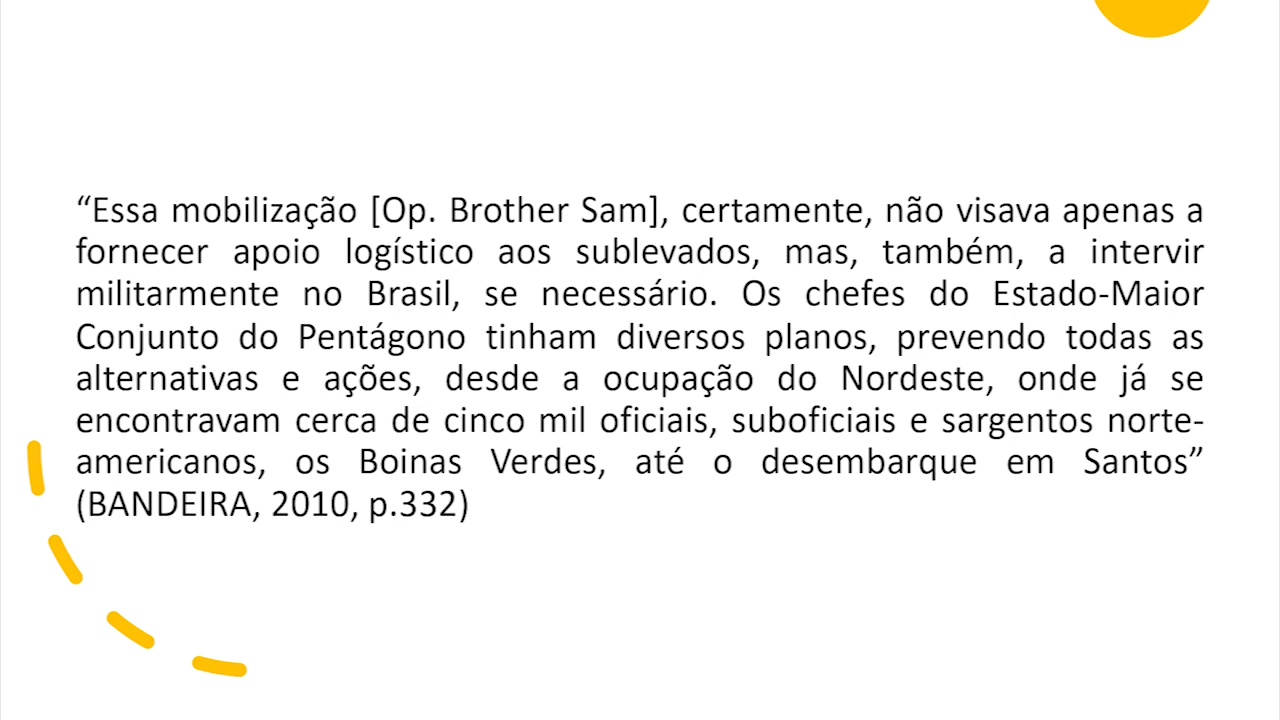 “Essa mobilização [Op. Brother Sam], certamente, não visava apenas a
fornecer apoio logístico aos sublevados, mas, também, a intervir
militarmente no Brasil, se necessário. Os chefes do Estado-Maior
Conjunto do Pentágono tinham diversos planos, prevendo todas as
alternativas e ações, desde a ocupação do Nordeste, onde já se
encontravam cerca de cinco mil oficiais, suboficiais e sargentos norte-
americanos, os Boinas Verdes, até o desembarque em Santos”
(BANDEIRA, 2010, p.332)